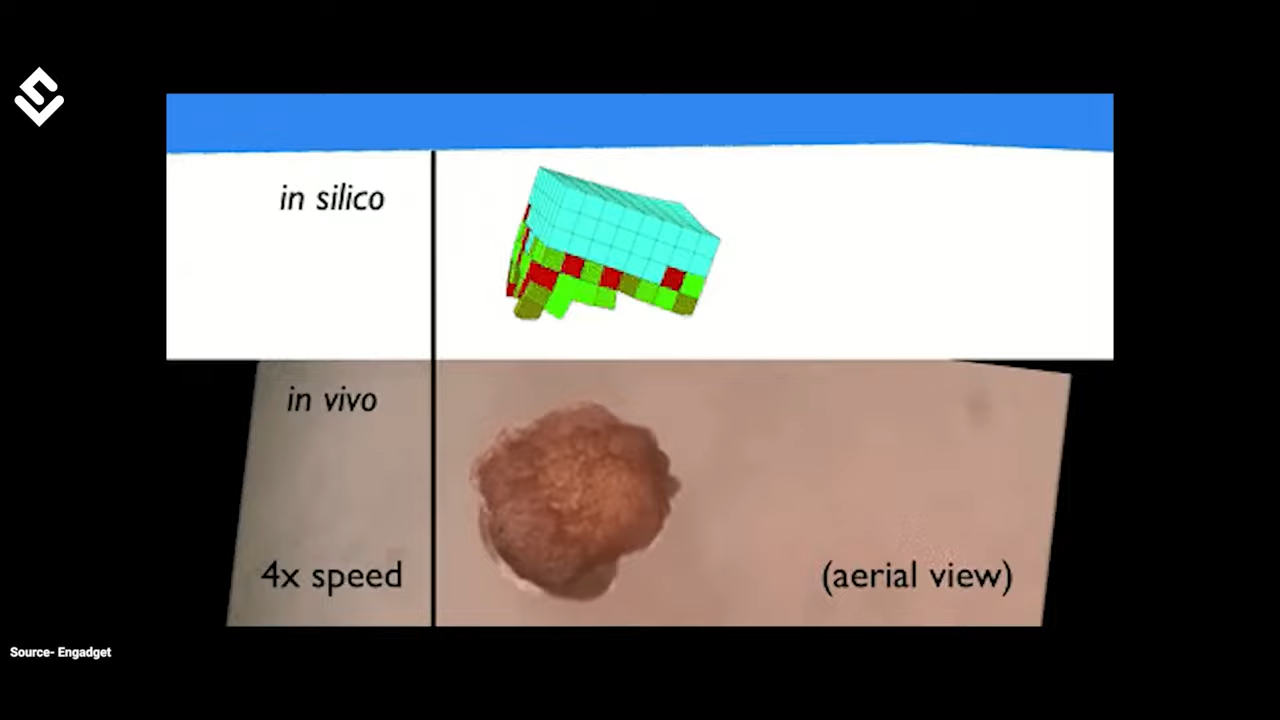 in silico
in vivo
4x speed
(aerial view)
Source- Engadget